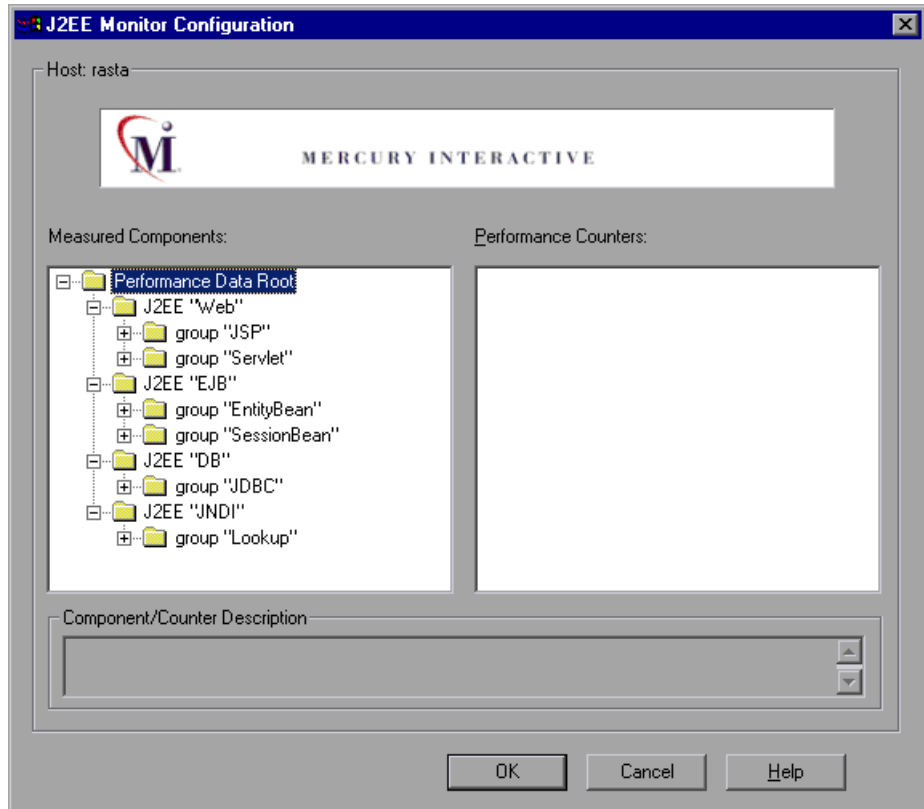 J2EE Monitor Configuration
Host: rasta
M
MERCURY INTERACTIVE
Measured Components:
Performance Counters:
Performance Data Root
J2EE "Web"
group "JSP"
group "Servlet"
J2EE "EJB"
group "EntityBean"
group "SessionBean"
J2EE "DB"
group "JDBC"
J2EE "JNDI"
group "Lookup"
Component/Counter Description
OK
Cancel
Help